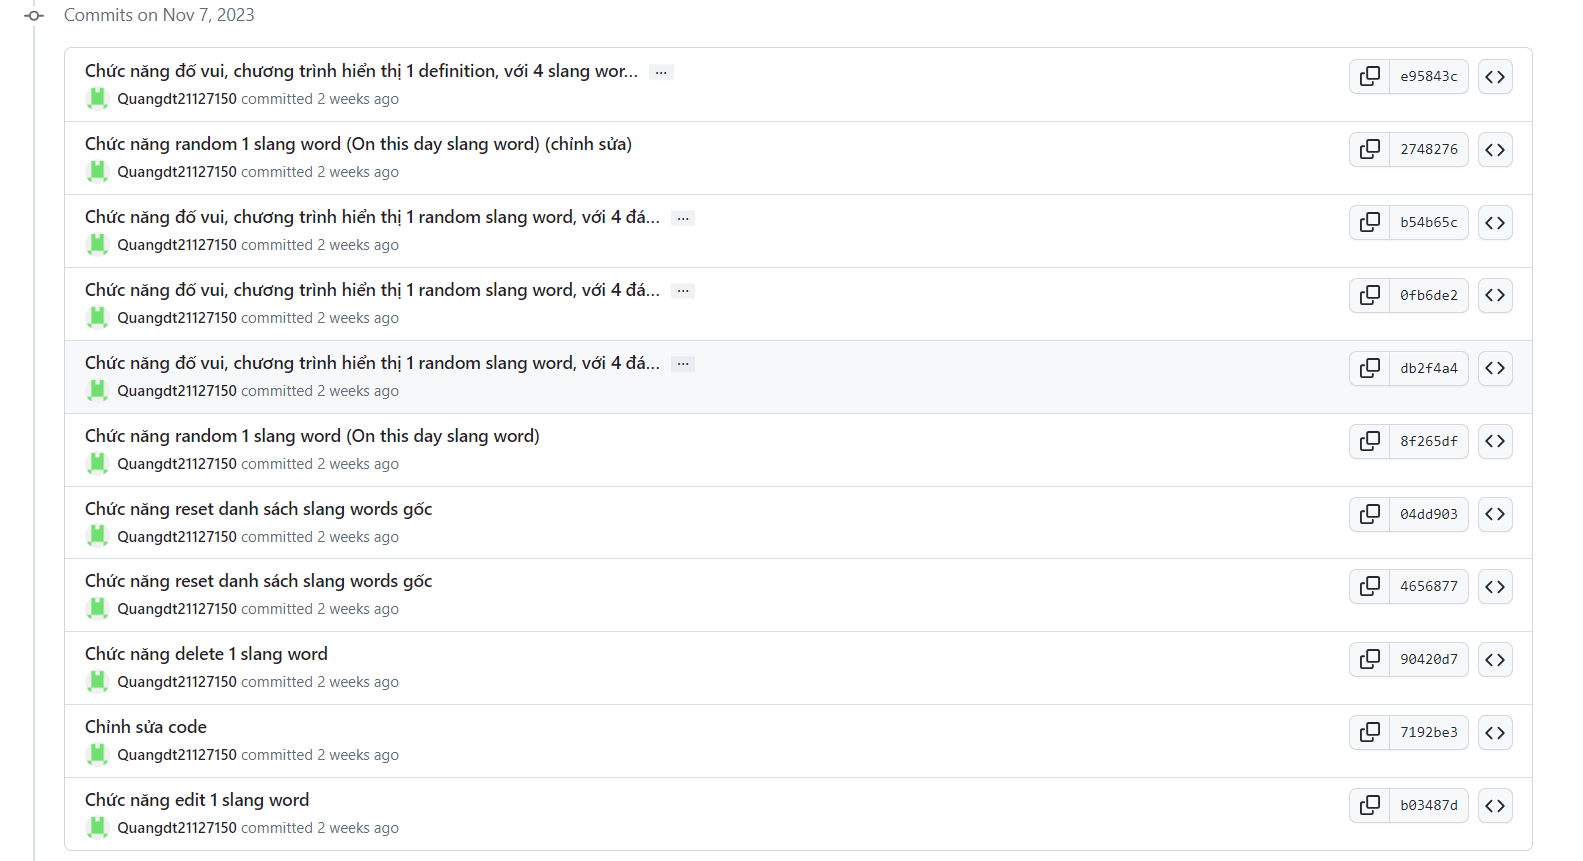 Commits on Nov 7, 2023
Chức năng đố vui, chương trình hiển thị 1 definition, với 4 slang wor... ...
e95843c
Quangdt21127150 committed 2 weeks ago
Chức năng random 1 slang word (On this day slang word) (chỉnh sửa)
2748276
Quangdt21127150 committed 2 weeks ago
Chức năng đố vui, chương trình hiển thị 1 random slang word, với 4 đá... ...
b54b65c
Quangdt21127150 committed 2 weeks ago
Chức năng đố vui, chương trình hiển thị 1 random slang word, với 4 đá... ...
0fb6de2
Quangdt21127150 committed 2 weeks ago
Chức năng đố vui, chương trình hiển thị 1 random slang word, với 4 đá... ...
db2f4a4
Quangdt21127150 committed 2 weeks ago
Chức năng random 1 slang word (On this day slang word)
8f265df
Quangdt21127150 committed 2 weeks ago
Chức năng reset danh sách slang words gốc
04dd903
Quangdt21127150 committed 2 weeks ago
Chức năng reset danh sách slang words gốc
4656877
Quangdt21127150 committed 2 weeks ago
Chức năng delete 1 slang word
90420d7
Quangdt21127150 committed 2 weeks ago
Chỉnh sửa code
7192be3
Quangdt21127150 committed 2 weeks ago
Chức năng edit 1 slang word
b03487d
Quangdt21127150 committed 2 weeks ago